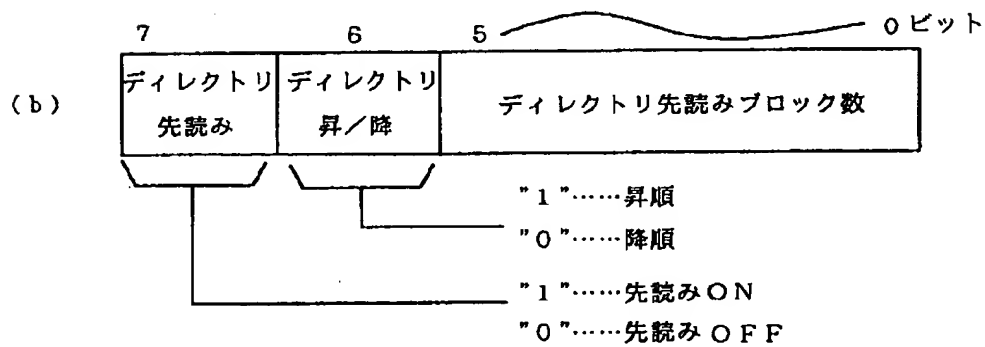 7 6 5 0ビット
(b)
ディレクトリ 先読み
ディレクトリ 昇/降
ディレクトリ先読みブロック数
"1"……昇順
"0"……降順
"1"……先読みON
"0"……先読みOFF